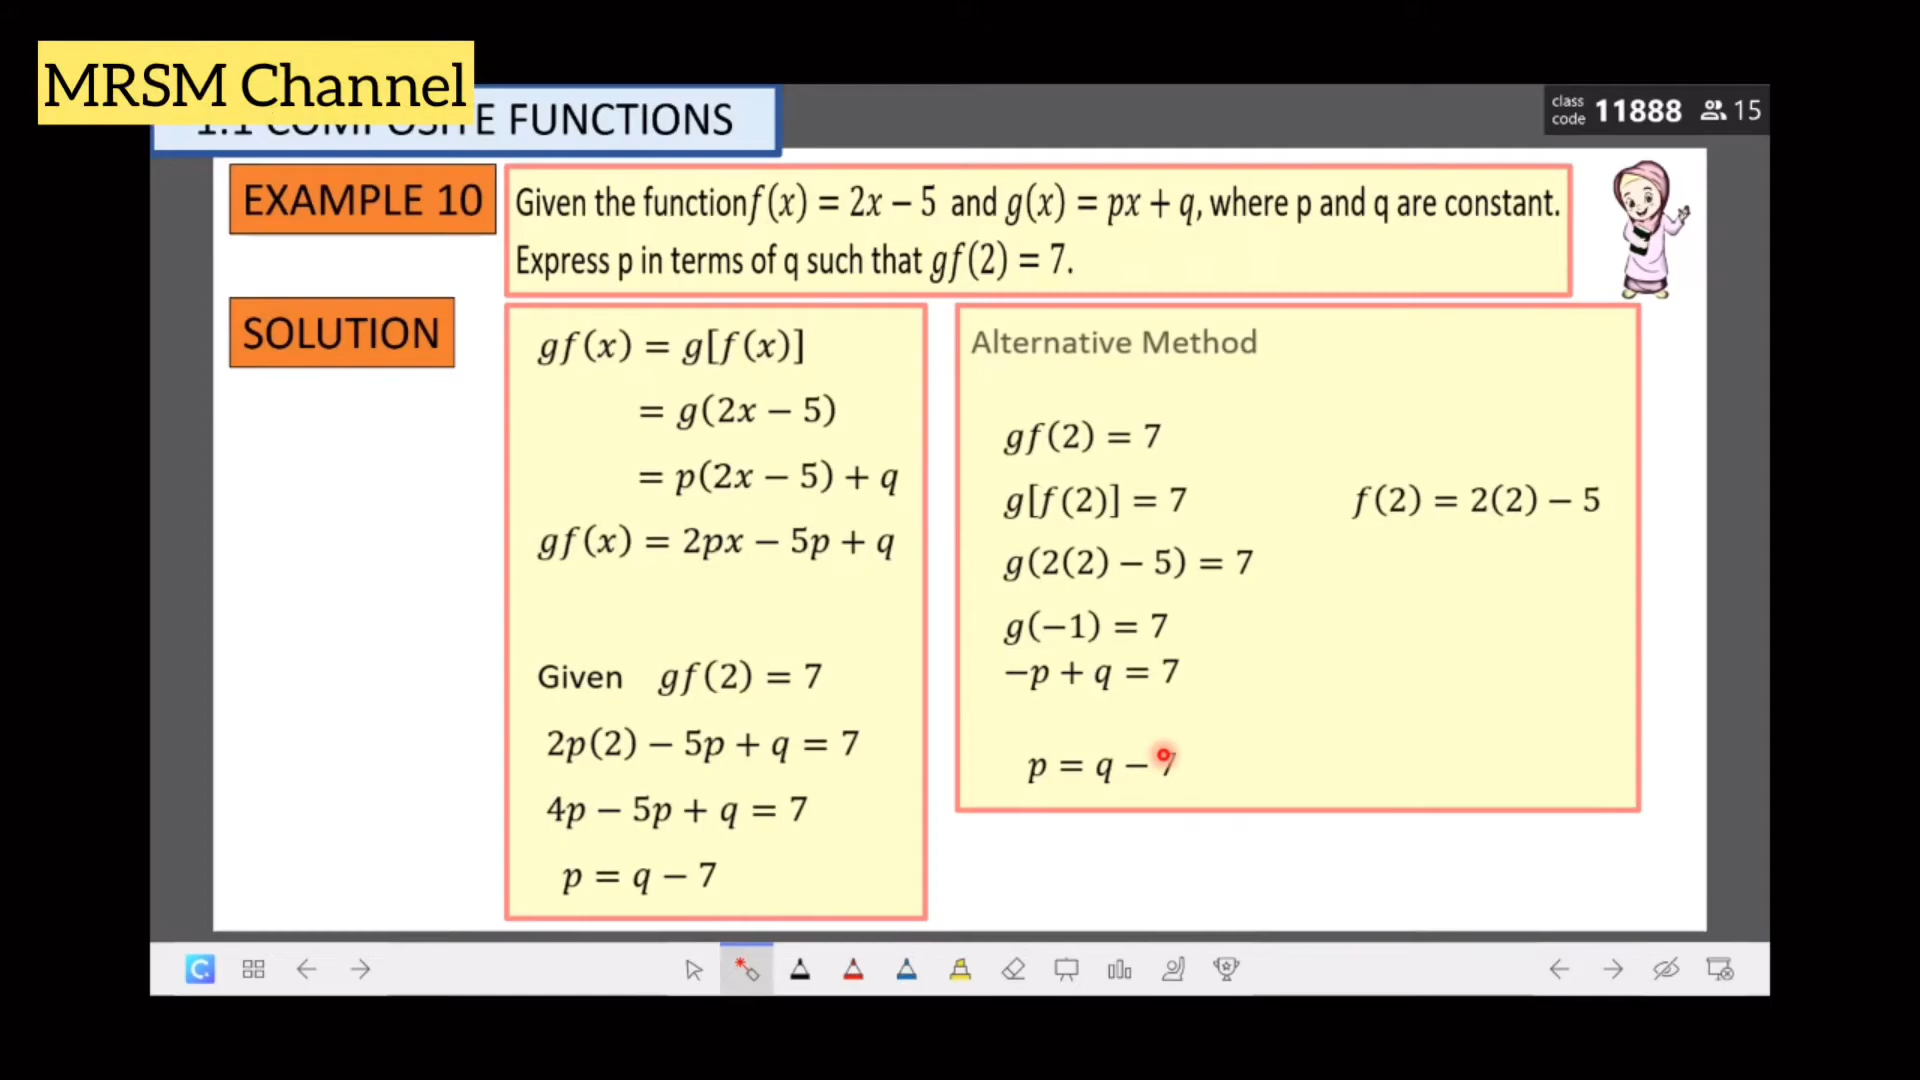 MRSM Channel
1.1 COMPOSITE FUNCTIONS
class code 11888 15
EXAMPLE 10
Given the function f(x) = 2x − 5 and g(x) = px + q, where p and q are constant.
Express p in terms of q such that gf(2) = 7.
SOLUTION
gf(x) = g[f(x)]
= g(2x − 5)
= p(2x − 5) + q
gf(x) = 2px − 5p + q
Given gf(2) = 7
2p(2) − 5p + q = 7
4p − 5p + q = 7
p = q − 7
Alternative Method
gf(2) = 7
g[f(2)] = 7 f(2) = 2(2) − 5
g(2(2) − 5) = 7
g(−1) = 7
−p + q = 7
p = q − 7